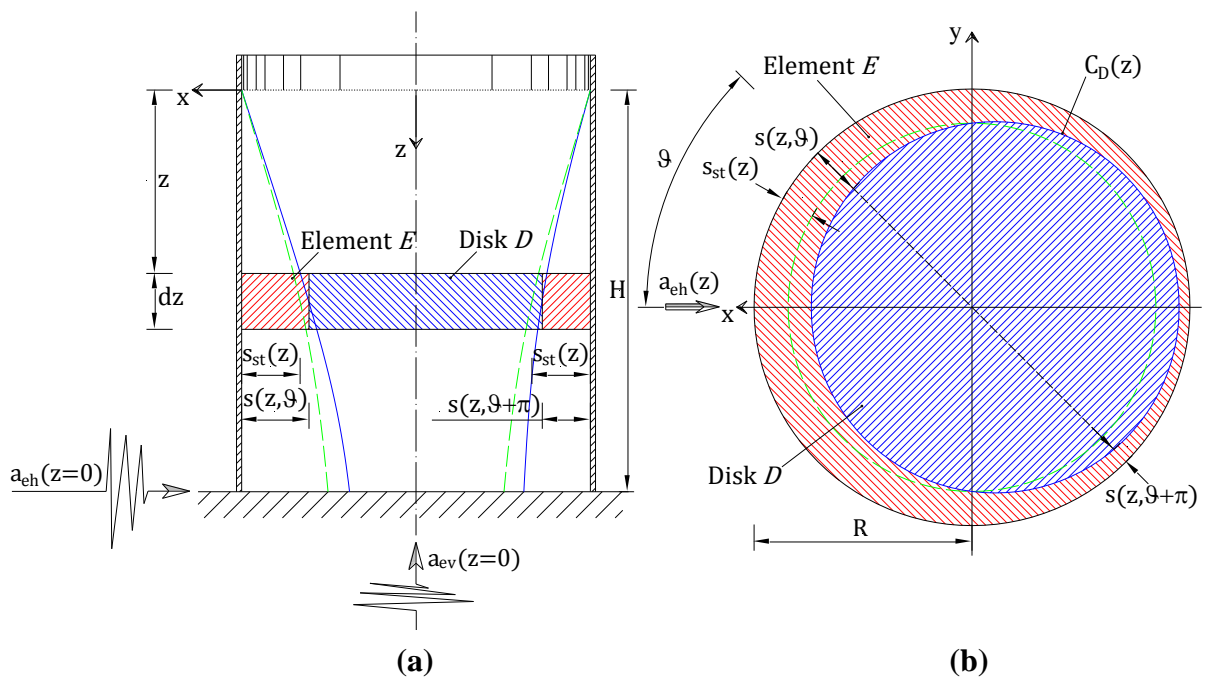 x
z
z
Element E
Disk D
dz
H
s_st(z)
s_st(z)
s(z,ϑ)
s(z,ϑ+π)
a_eh(z=0)
a_ev(z=0)
(a)
y
Element E
C_D(z)
s(z,ϑ)
ϑ
s_st(z)
a_eh(z)
x
Disk D
s(z,ϑ+π)
R
(b)